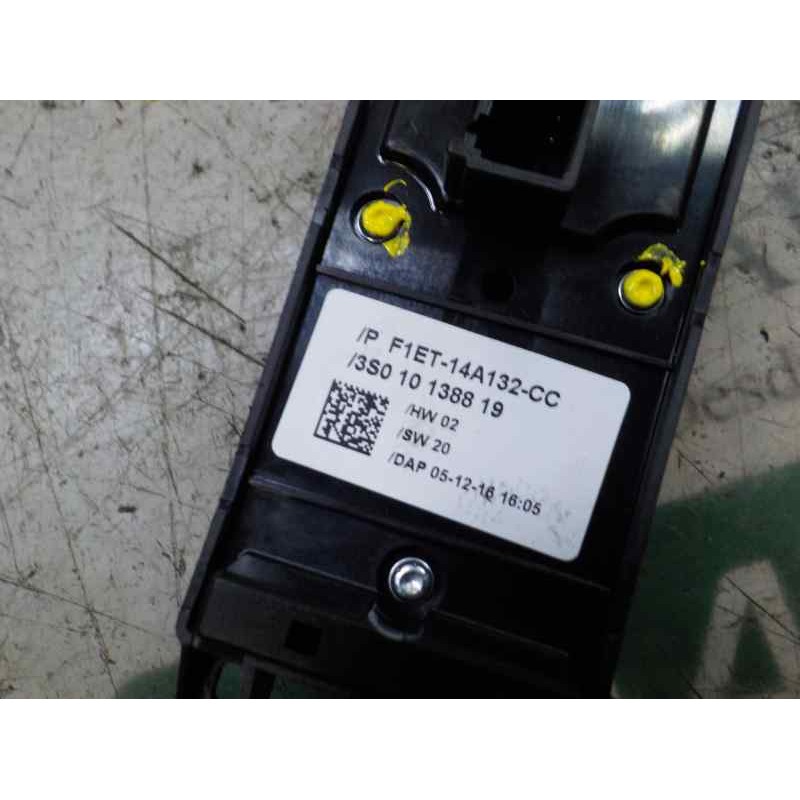 /P F1ET-14A132-CC
/3S0 10 1388 19
/HW 02
/SW 20
/DAP 05-12-16 16:05